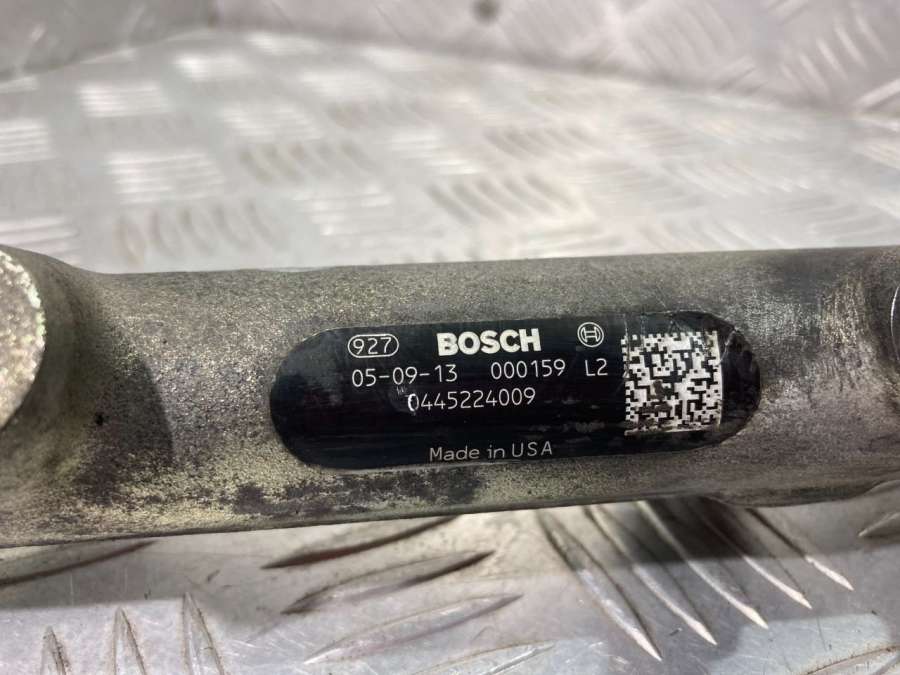 927 BOSCH
05-09-13 000159 L2
0445224009
Made in USA